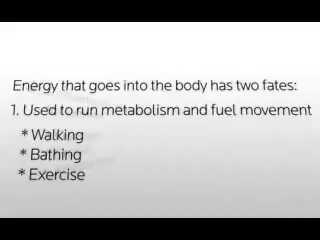 Energy that goes into the body has two fates:
1. Used to run metabolism and fuel movement
* Walking
* Bathing
* Exercise